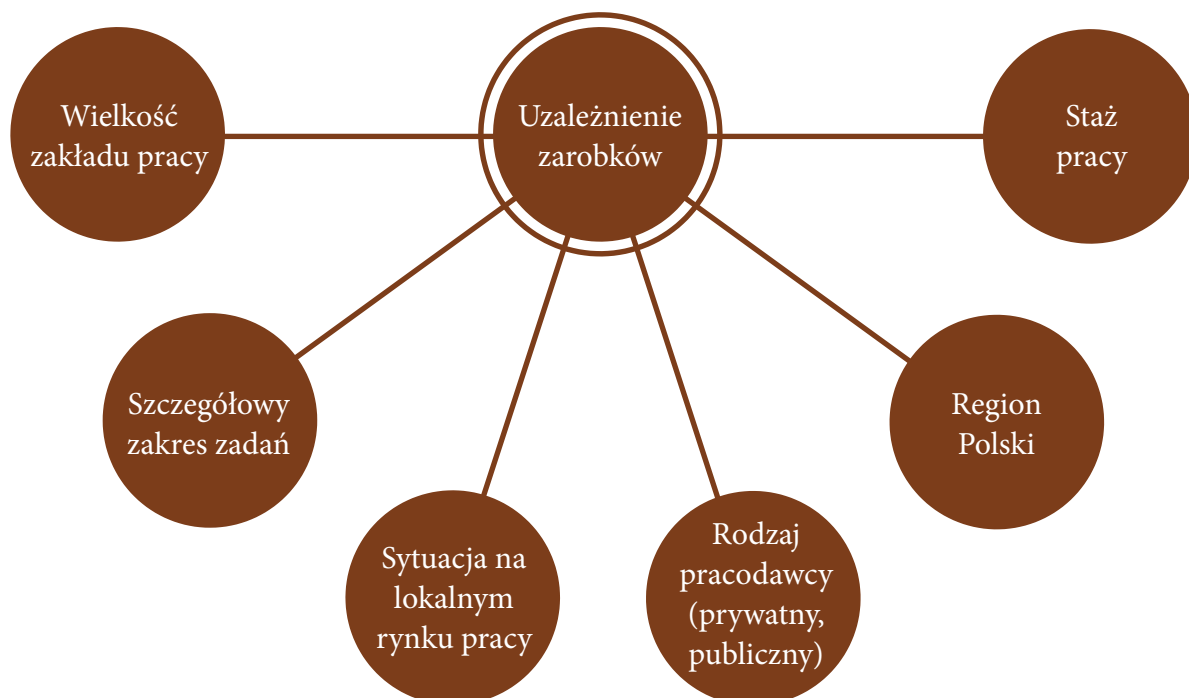 Wielkość
zakładu pracy
Uzależnienie
zarobków
Staż
pracy
Szczegółowy
zakres zadań
Region
Polski
Sytuacja na
lokalnym
rynku pracy
Rodzaj
pracodawcy
(prywatny,
publiczny)